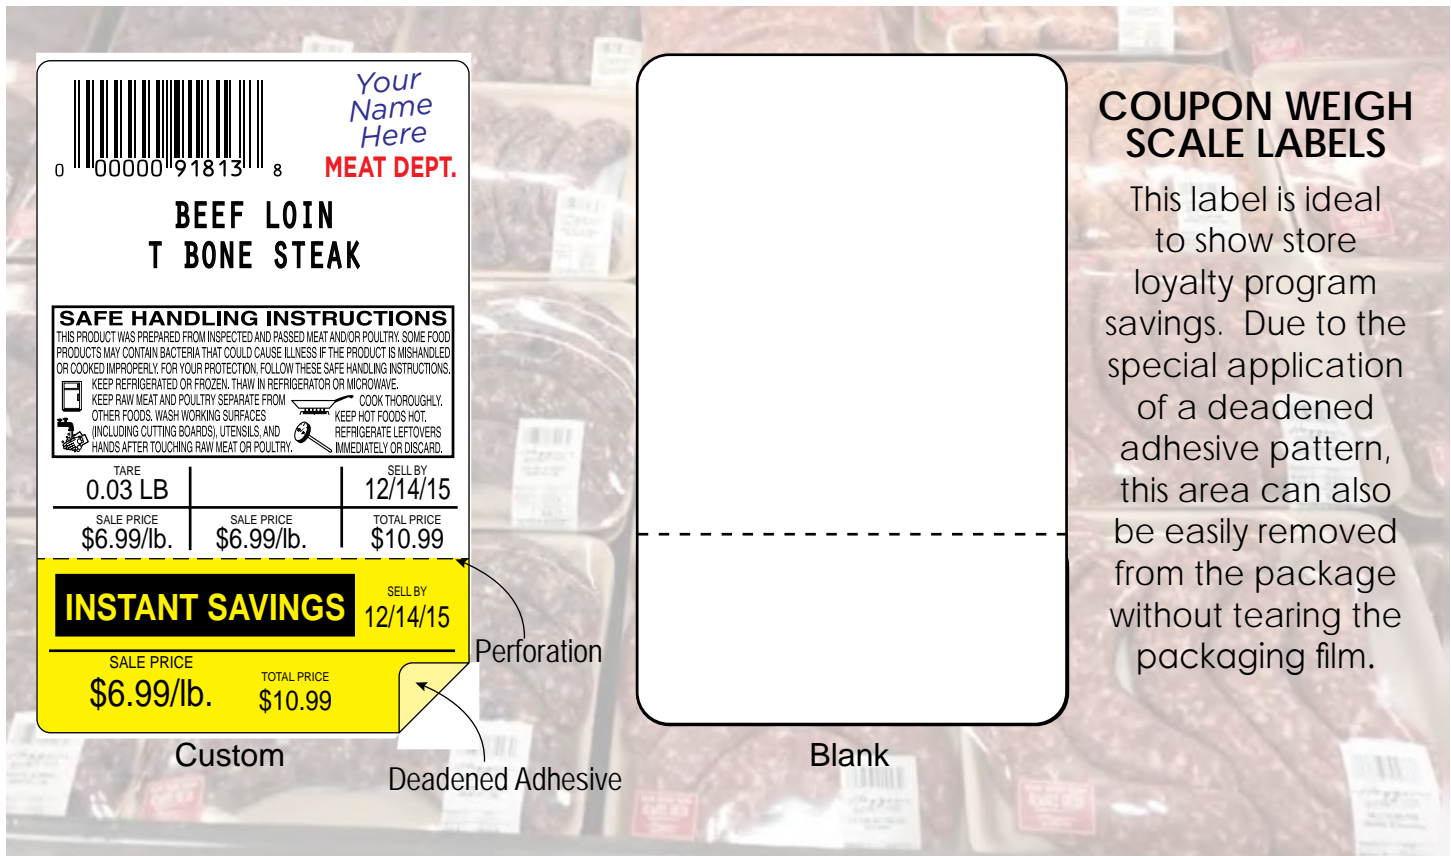 0 00000 91813 8
Your
Name
Here
MEAT DEPT.
BEEF LOIN
T BONE STEAK
SAFE HANDLING INSTRUCTIONS
THIS PRODUCT WAS PREPARED FROM INSPECTED AND PASSED MEAT AND/OR POULTRY. SOME FOOD
PRODUCTS MAY CONTAIN BACTERIA THAT COULD CAUSE ILLNESS IF THE PRODUCT IS MISHANDLED
OR COOKED IMPROPERLY. FOR YOUR PROTECTION, FOLLOW THESE SAFE HANDLING INSTRUCTIONS.
KEEP REFRIGERATED OR FROZEN. THAW IN REFRIGERATOR OR MICROWAVE.
KEEP RAW MEAT AND POULTRY SEPARATE FROM
OTHER FOODS. WASH WORKING SURFACES
(INCLUDING CUTTING BOARDS), UTENSILS, AND
HANDS AFTER TOUCHING RAW MEAT OR POULTRY.
COOK THOROUGHLY.
KEEP HOT FOODS HOT.
REFRIGERATE LEFTOVERS
IMMEDIATELY OR DISCARD.
TARE
0.03 LB
SELL BY
12/14/15
SALE PRICE
$6.99/lb.
SALE PRICE
$6.99/lb.
TOTAL PRICE
$10.99
INSTANT SAVINGS
SELL BY
12/14/15
SALE PRICE
$6.99/lb.
TOTAL PRICE
$10.99
Perforation
Deadened Adhesive
Custom
Blank
COUPON WEIGH
SCALE LABELS
This label is ideal
to show store
loyalty program
savings. Due to the
special application
of a deadened
adhesive pattern,
this area can also
be easily removed
from the package
without tearing the
packaging film.